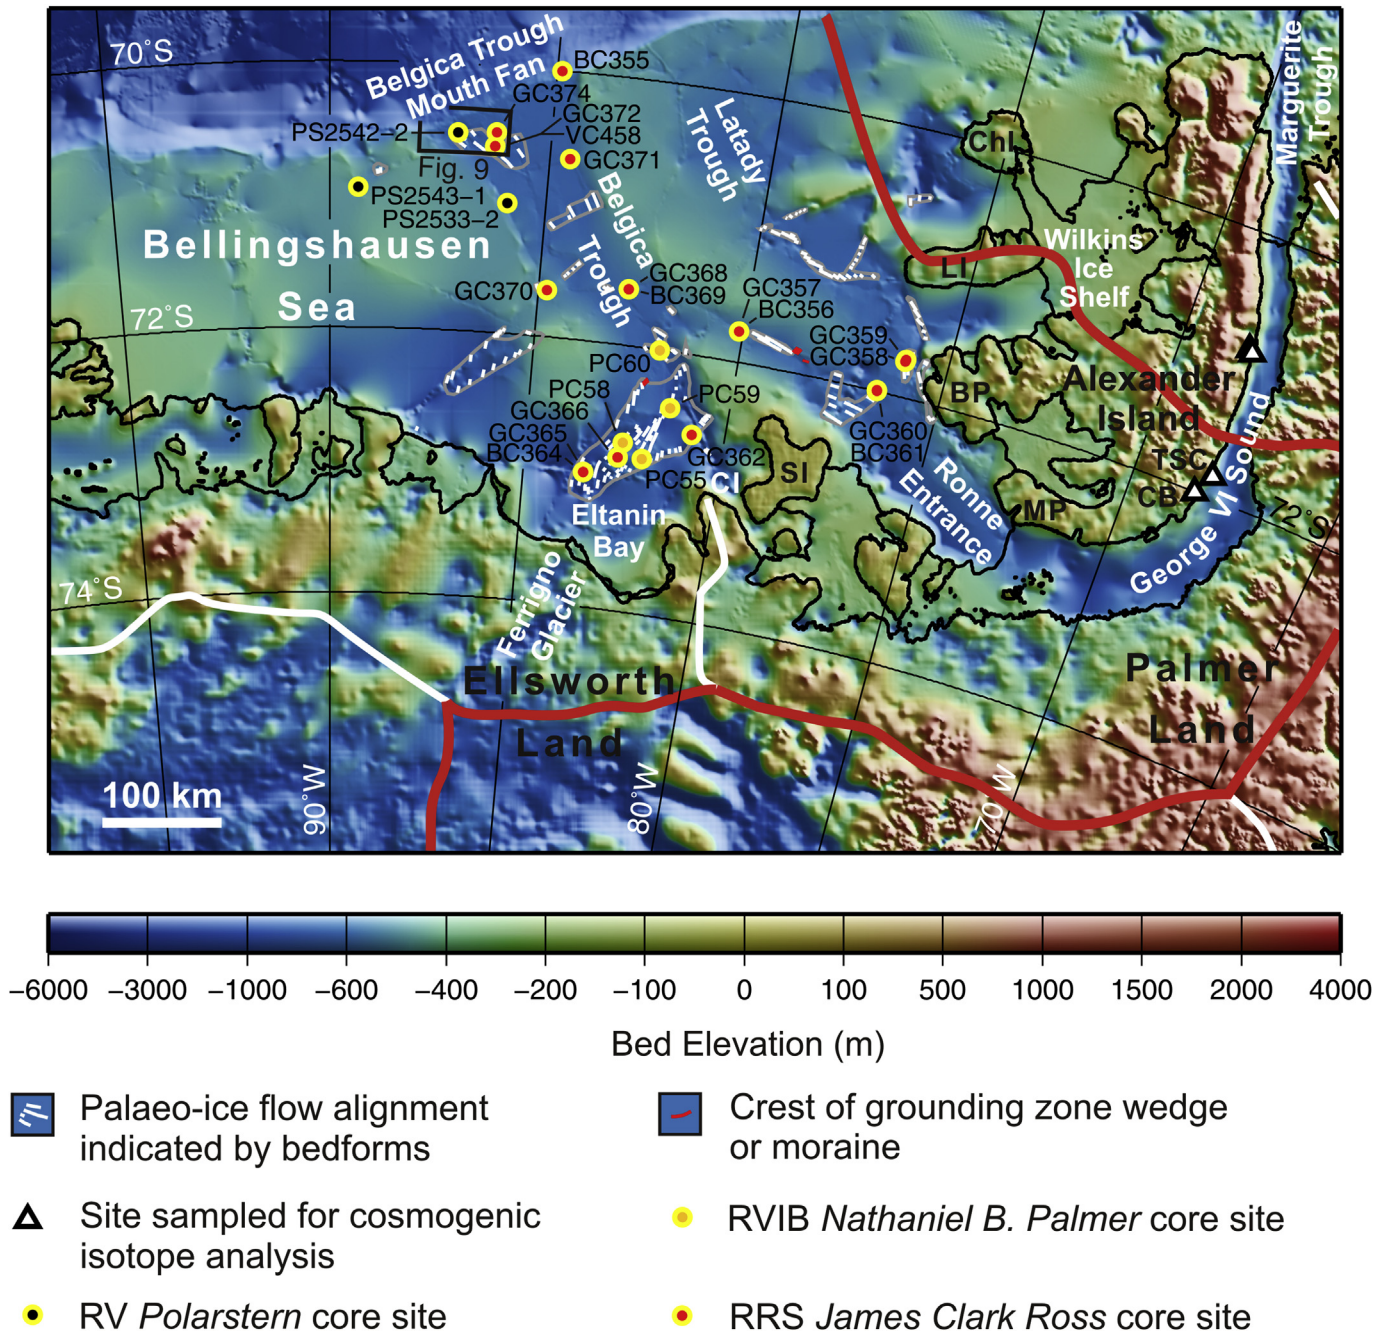 70°S
Belgica Trough
Mouth Fan
BC355
GC374
GC372
VC458
PS2542–2
GC371
Fig. 9
PS2543–1
PS2533–2
Latady
Trough
Marguerite
Trough
ChI
Bellingshausen
Sea
Belgica
Trough
Wilkins
Ice
Shelf
LI
GC370
GC368
BC369
GC357
BC356
72°S
GC359
GC358
PC60
PC58
PC59
GC366
GC365
BC364
BP
Alexander
Island
GC360
BC361
GC362
PC55
CI
SI
TSC
CB
MP
George VI Sound
72°S
Ronne
Entrance
Eltanin
Bay
74°S
Ferrigno
Glacier
Ellsworth
Land
Palmer
Land
100 km
90°W
80°W
70°W
–6000 –3000 –1000 –600 –400 –200 –100 0 100 500 1000 1500 2000 4000
Bed Elevation (m)
Palaeo-ice flow alignment
indicated by bedforms
Crest of grounding zone wedge
or moraine
Site sampled for cosmogenic
isotope analysis
RVIB Nathaniel B. Palmer core site
RV Polarstern core site
RRS James Clark Ross core site